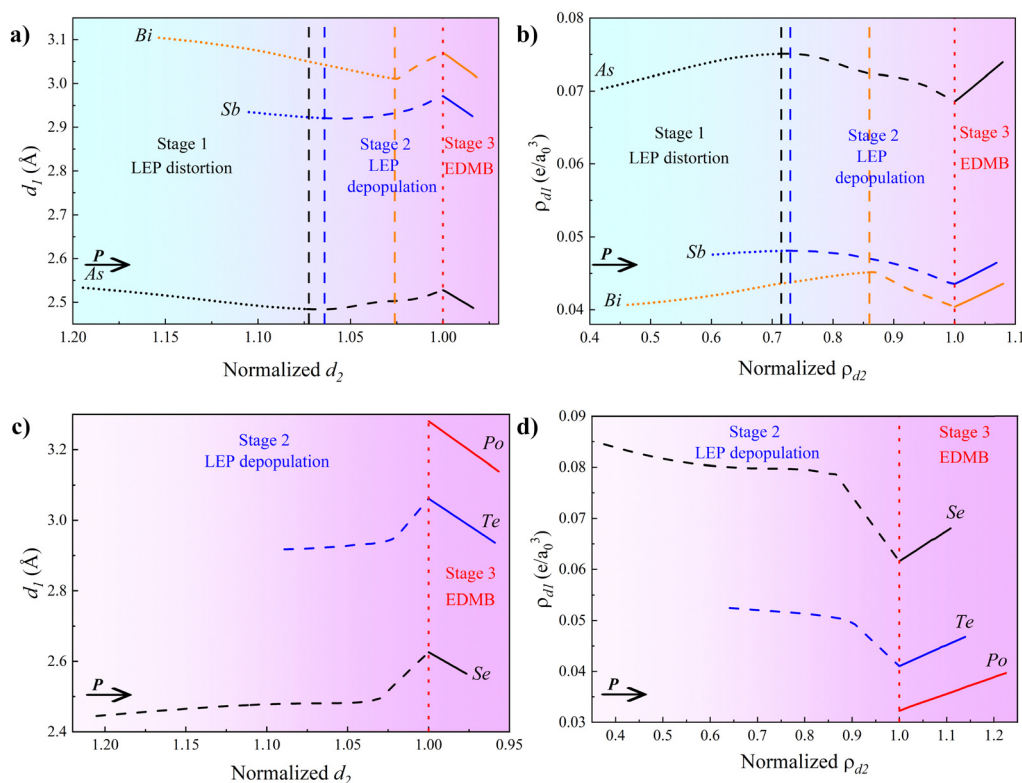 a)
3.1
3.0
2.9
2.8
2.7
2.6
2.5
d1 (Å)
Bi
Sb
Stage 1
LEP distortion
Stage 2
LEP
depopulation
Stage 3
EDMB
P
As
1.20
1.15
1.10
1.05
1.00
Normalized d2
b)
0.08
0.07
0.06
0.05
0.04
ρd1 (e/a0^3)
As
Stage 1
LEP distortion
Stage 2
LEP
depopulation
Stage 3
EDMB
Sb
P
Bi
0.4
0.5
0.6
0.7
0.8
0.9
1.0
1.1
Normalized ρd2
c)
3.2
3.0
2.8
2.6
2.4
d1 (Å)
Stage 2
LEP depopulation
Po
Te
Stage 3
EDMB
Se
P
1.20
1.15
1.10
1.05
1.00
0.95
Normalized d2
d)
0.09
0.08
0.07
0.06
0.05
0.04
0.03
ρd1 (e/a0^3)
Stage 2
LEP depopulation
Stage 3
EDMB
Se
Te
Po
P
0.4
0.5
0.6
0.7
0.8
0.9
1.0
1.1
1.2
Normalized ρd2